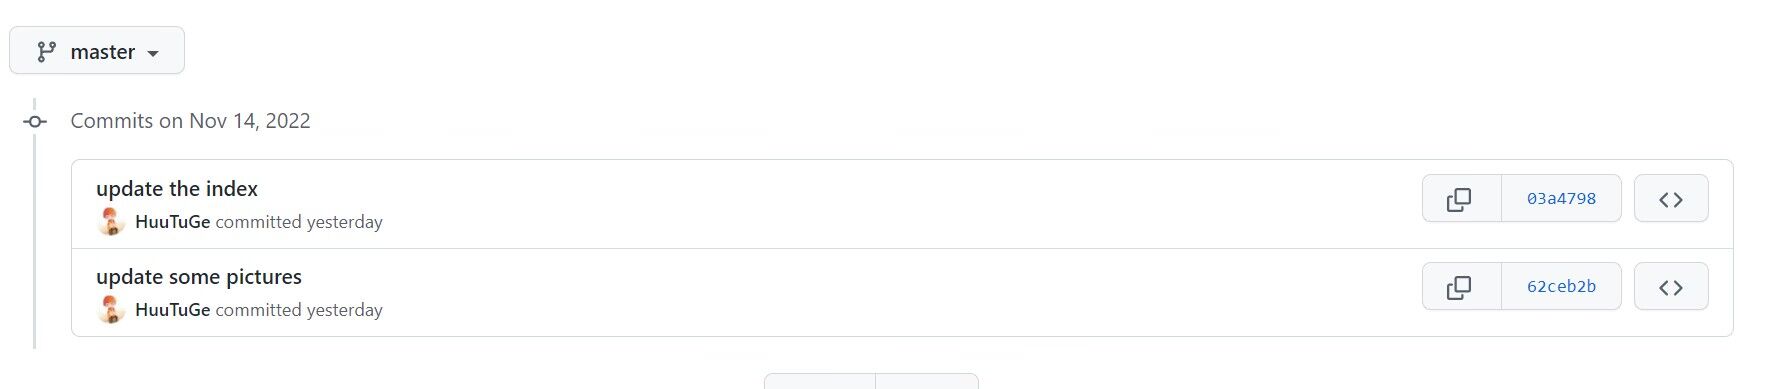 master
Commits on Nov 14, 2022
update the index
HuuTuGe committed yesterday
03a4798
update some pictures
HuuTuGe committed yesterday
62ceb2b